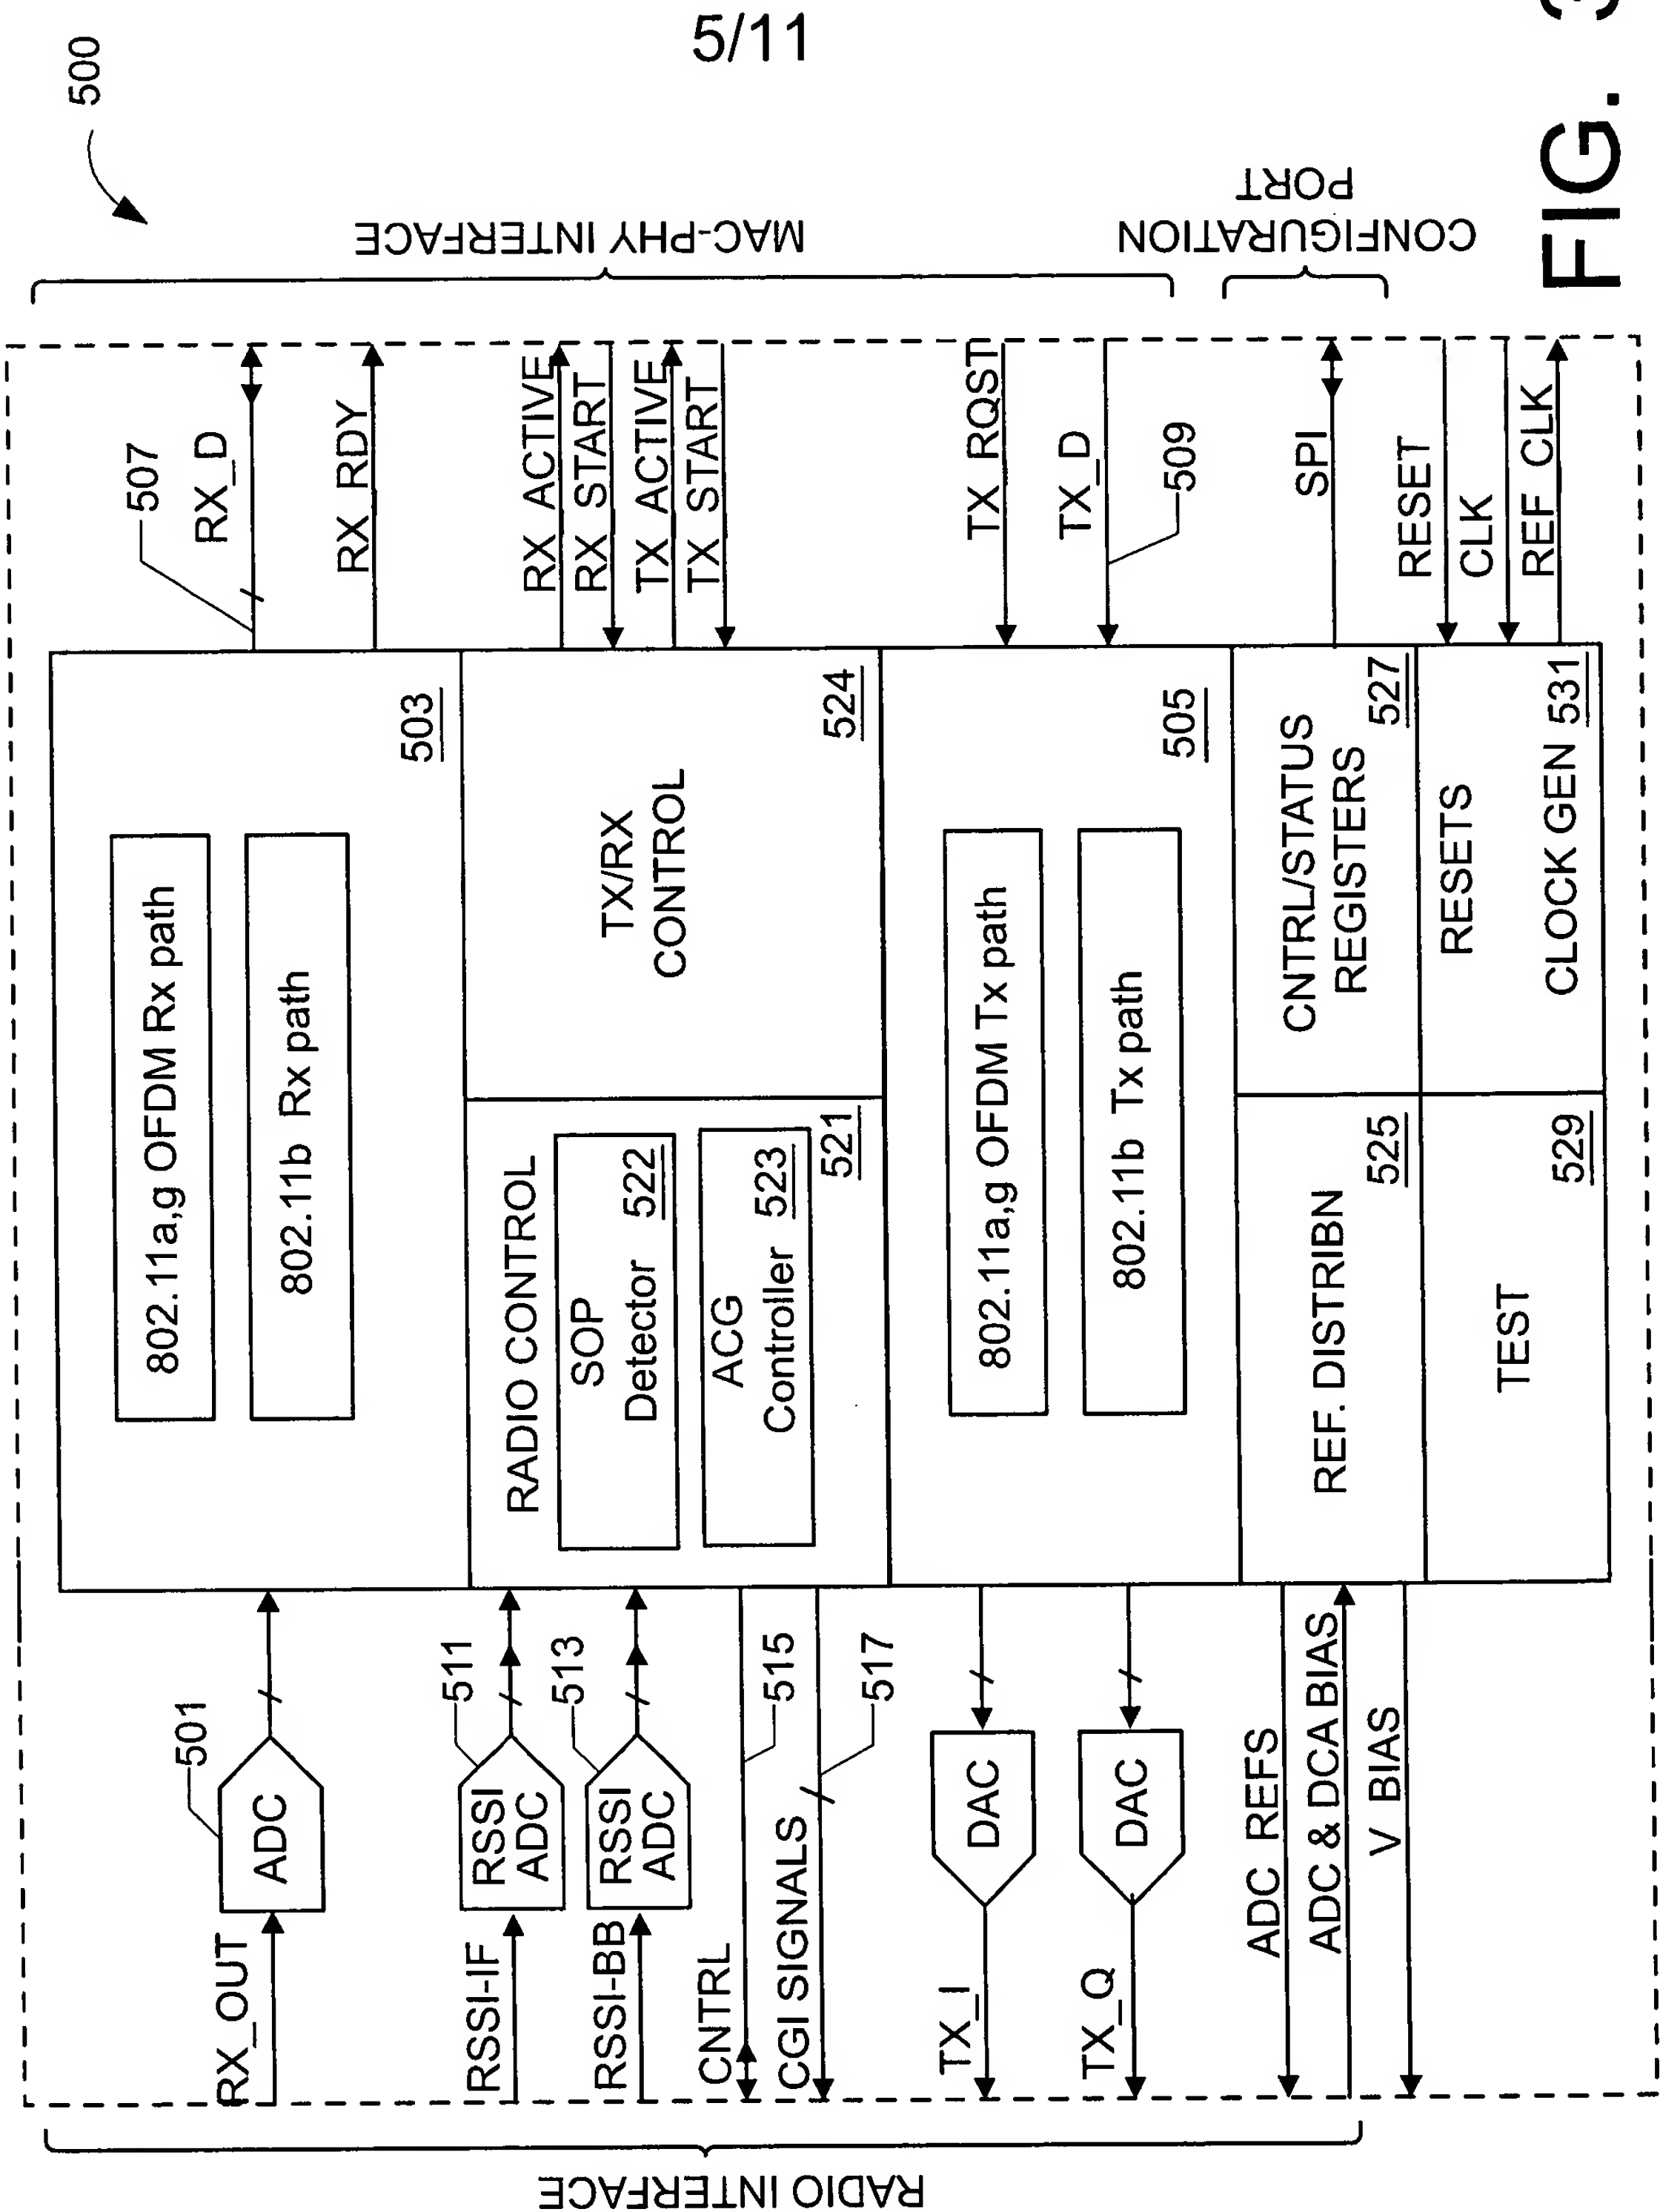 5/11
500
MAC-PHY INTERFACE
CONFIGURATION
PORT
507
RX_D
RX_RDY
RX_ACTIVE
RX_START
TX_ACTIVE
TX_START
TX_RQST
TX_D
509
SPI
RESET
CLK
REF_CLK
503
802.11a,g OFDM Rx path
802.11b Rx path
TX/RX
CONTROL
524
RADIO CONTROL
SOP
Detector 522
ACG
Controller 523
521
505
802.11a,g OFDM Tx path
802.11b Tx path
CNTRL/STATUS
REGISTERS
527
REF. DISTRIBN
525
RESETS
CLOCK GEN 531
TEST
529
501
ADC
RX_OUT
511
RSSI
ADC
RSSI-IF
513
RSSI
ADC
RSSI-BB
515
CNTRL
517
CGI SIGNALS
DAC
TX_I
DAC
TX_Q
ADC REFS
ADC & DCA BIAS
V BIAS
RADIO INTERFACE
FIG. 3